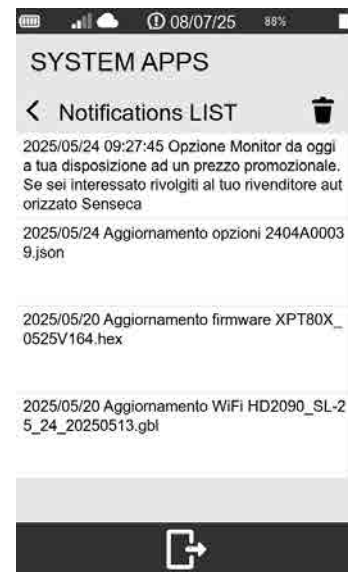 08/07/25 88%
SYSTEM APPS
Notifications LIST
2025/05/24 09:27:45 Opzione Monitor da oggi
a tua disposizione ad un prezzo promozionale.
Se sei interessato rivolgiti al tuo rivenditore aut
orizzato Senseca
2025/05/24 Aggiornamento opzioni 2404A0003
9.json
2025/05/20 Aggiornamento firmware XPT80X_
0525V164.hex
2025/05/20 Aggiornamento WiFi HD2090_SL-2
5_24_20250513.gbl